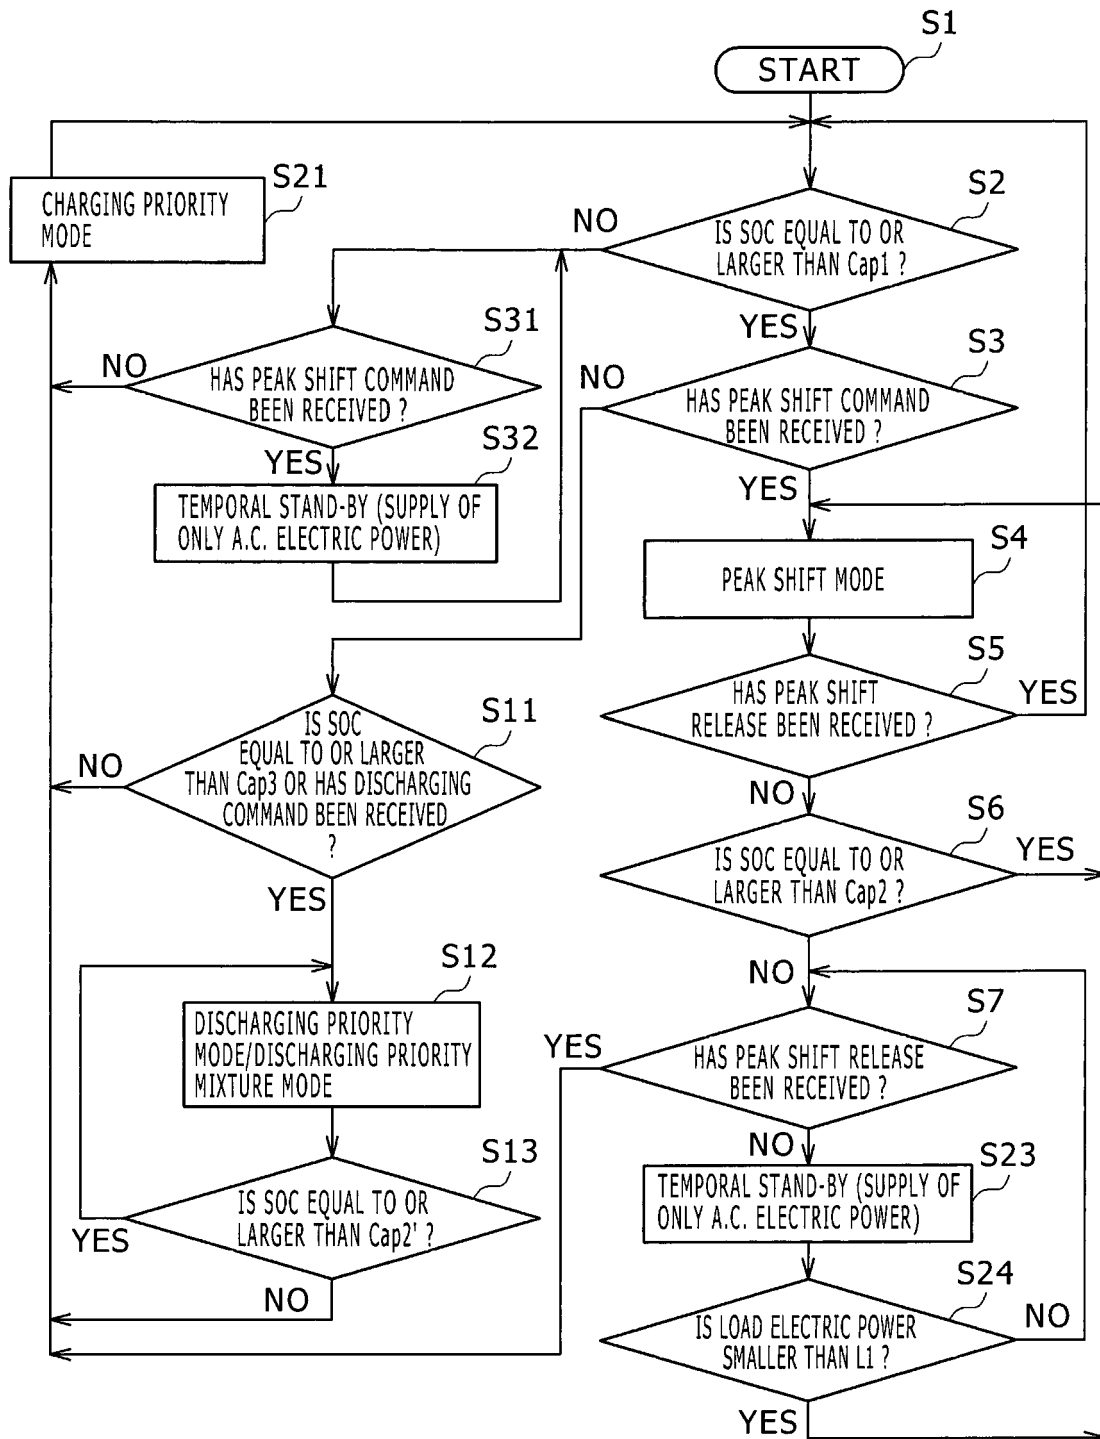 S1
START
S21
CHARGING PRIORITY
MODE
S2
NO
IS SOC EQUAL TO OR
LARGER THAN Cap1 ?
YES
S31
NO
HAS PEAK SHIFT COMMAND
BEEN RECEIVED ?
YES
S3
NO
HAS PEAK SHIFT COMMAND
BEEN RECEIVED ?
YES
S32
TEMPORAL STAND-BY (SUPPLY OF
ONLY A.C. ELECTRIC POWER)
S4
PEAK SHIFT MODE
S5
HAS PEAK SHIFT
RELEASE BEEN RECEIVED ?
YES
NO
S11
IS SOC
EQUAL TO OR LARGER
THAN Cap3 OR HAS DISCHARGING
COMMAND BEEN RECEIVED
?
NO
YES
S6
IS SOC EQUAL TO OR
LARGER THAN Cap2 ?
YES
NO
S12
DISCHARGING PRIORITY
MODE/DISCHARGING PRIORITY
MIXTURE MODE
S7
YES
HAS PEAK SHIFT RELEASE
BEEN RECEIVED ?
NO
S13
IS SOC EQUAL TO OR
LARGER THAN Cap2' ?
YES
NO
S23
TEMPORAL STAND-BY (SUPPLY OF
ONLY A.C. ELECTRIC POWER)
S24
IS LOAD ELECTRIC POWER
SMALLER THAN L1 ?
NO
YES